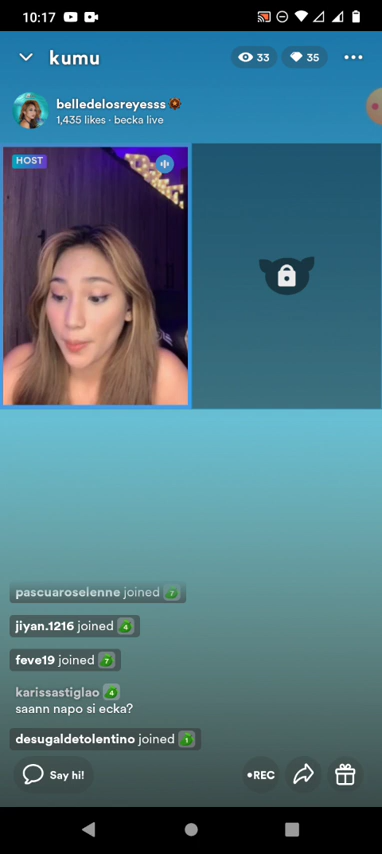 10:17
kumu
33
35
belledelosreyesss
1,435 likes · becka live
HOST
pascuaroselenne joined 7
jiyan.1216 joined 4
feve19 joined 7
karissastiglao 4
saann napo si ecka?
desugaldetolentino joined 1
Say hi!
•REC